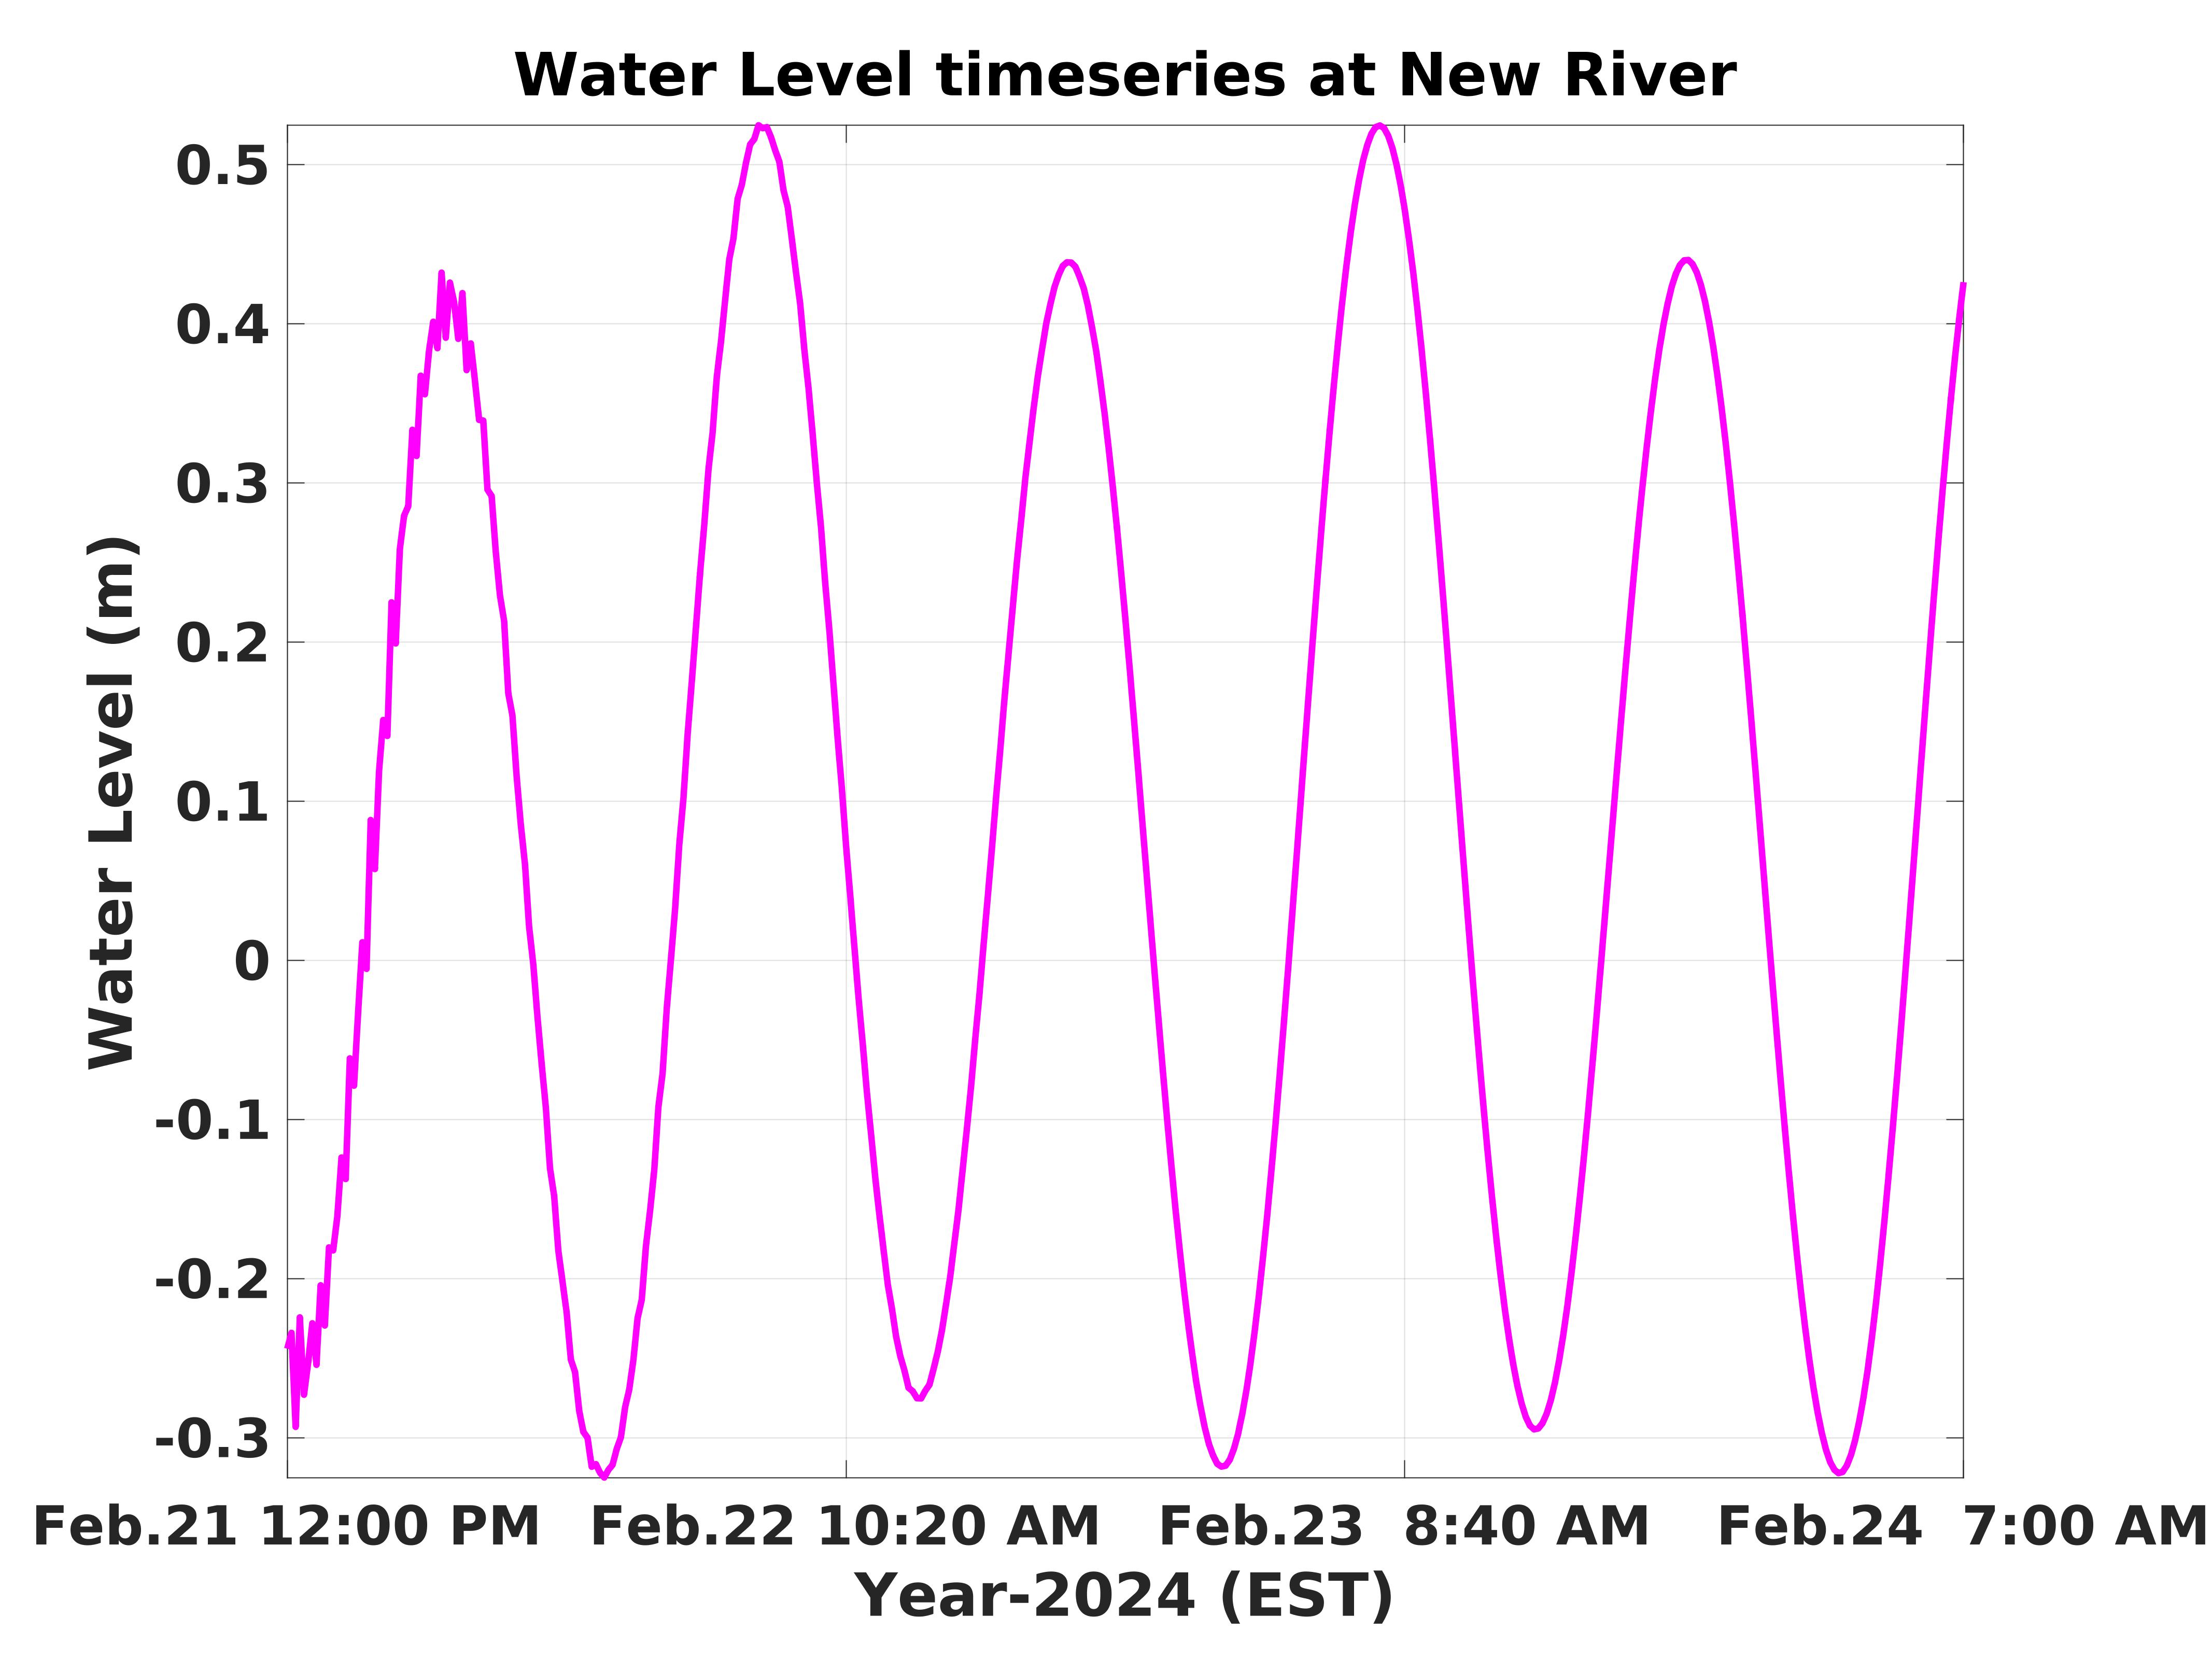 Water Level timeseries at New River
0.5
0.4
0.3
0.2
0.1
0
-0.1
-0.2
-0.3
Water Level (m)
Feb.21 12:00 PM Feb.22 10:20 AM Feb.23 8:40 AM Feb.24 7:00 AM
Year-2024 (EST)